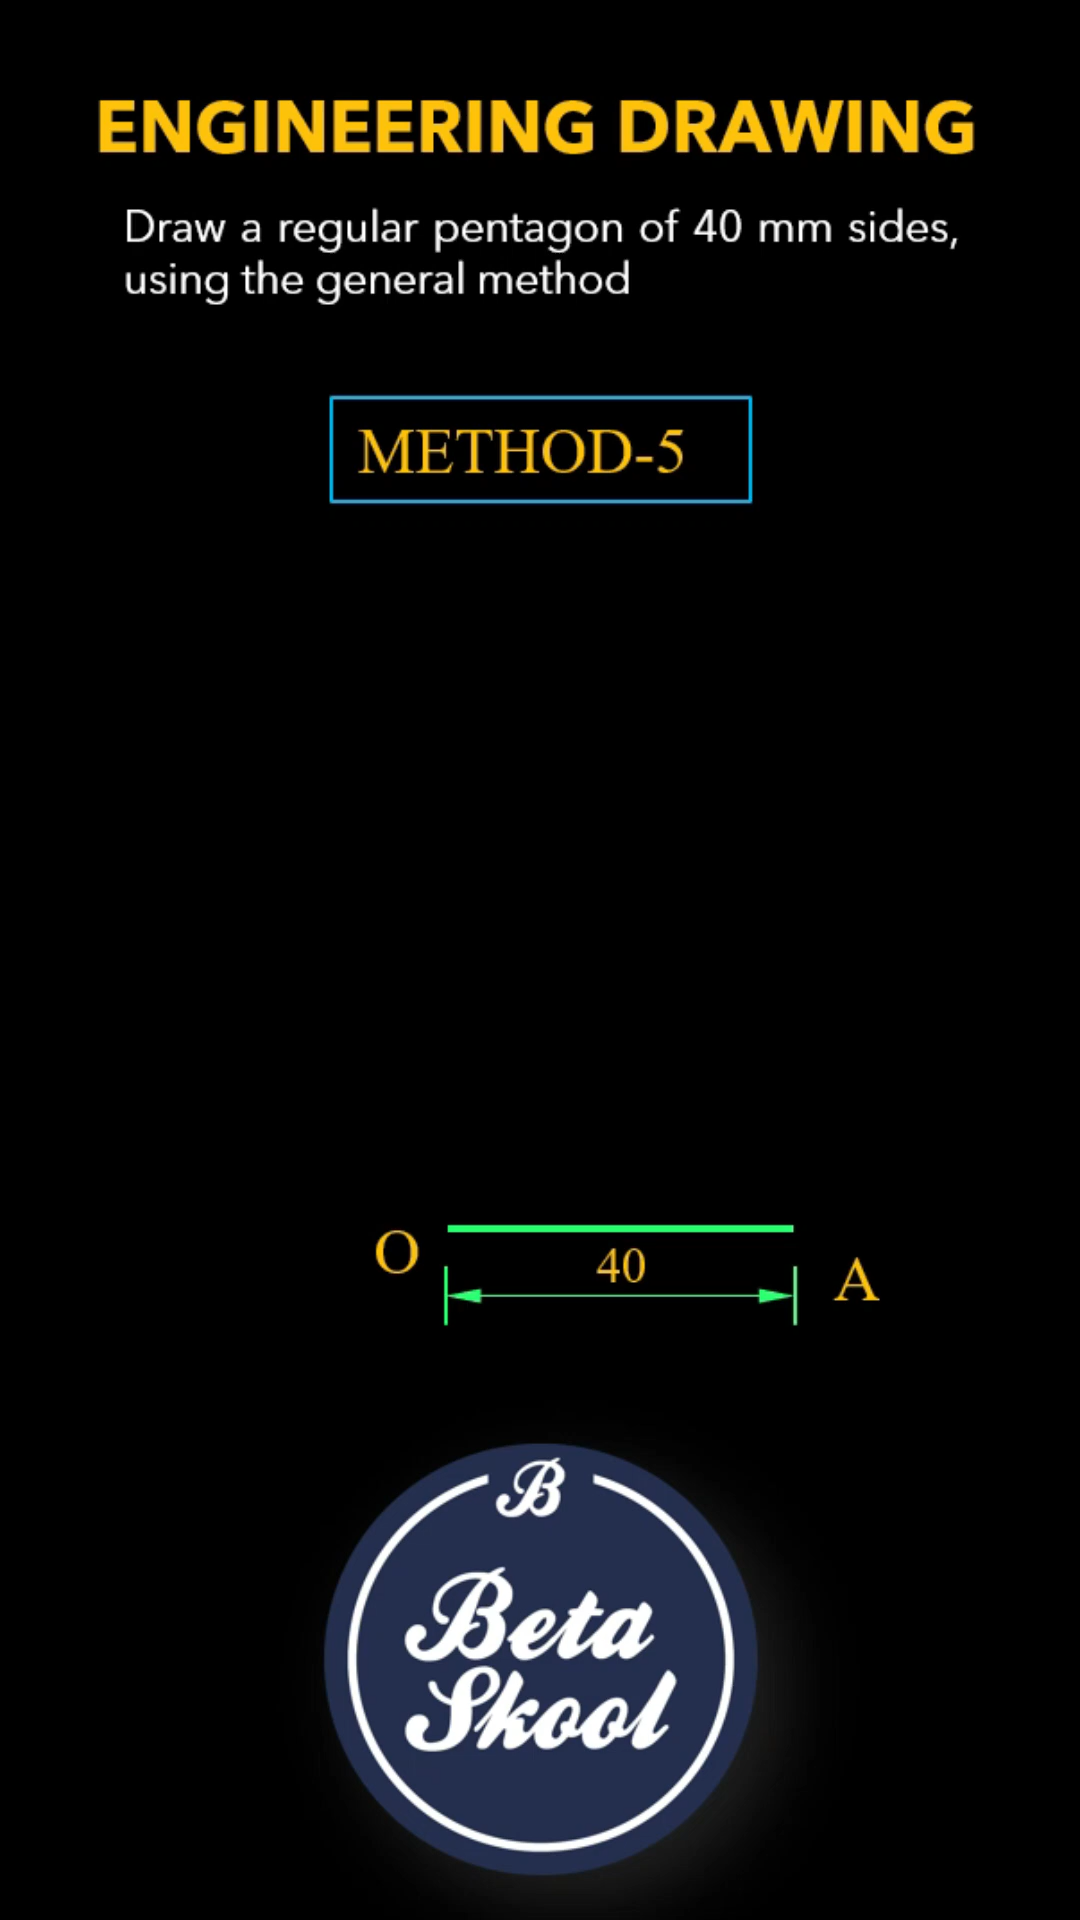 ENGINEERING DRAWING
Draw a regular pentagon of 40 mm sides,
using the general method
METHOD-5
O
40
A
B
Beta
Skool